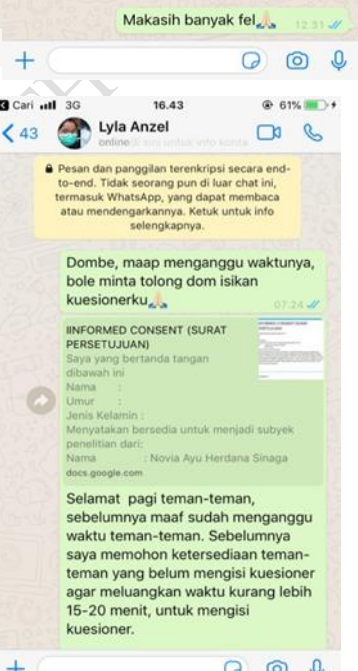 Makasih banyak fel🙏🏻 12.31
Cari 3G 16.43 61%
43 Lyla Anzel
online
Pesan dan panggilan terenkripsi secara end-
to-end. Tidak seorang pun di luar chat ini,
termasuk WhatsApp, yang dapat membaca
atau mendengarkannya. Ketuk untuk info
selengkapnya.
Dombe, maap menganggu waktunya,
bole minta tolong dom isikan
kuesionerku🙏🏻 07.24
IINFORMED CONSENT (SURAT
PERSETUJUAN)
Saya yang bertanda tangan
dibawah ini
Nama :
Umur :
Jenis Kelamin :
Menyatakan bersedia untuk menjadi subyek
penelitian dari:
Nama : Novia Ayu Herdana Sinaga
docs.google.com
Selamat pagi teman-teman,
sebelumnya maaf sudah menganggu
waktu teman-teman. Sebelumnya
saya memohon ketersediaan teman-
teman yang belum mengisi kuesioner
agar meluangkan waktu kurang lebih
15-20 menit, untuk mengisi
kuesioner.